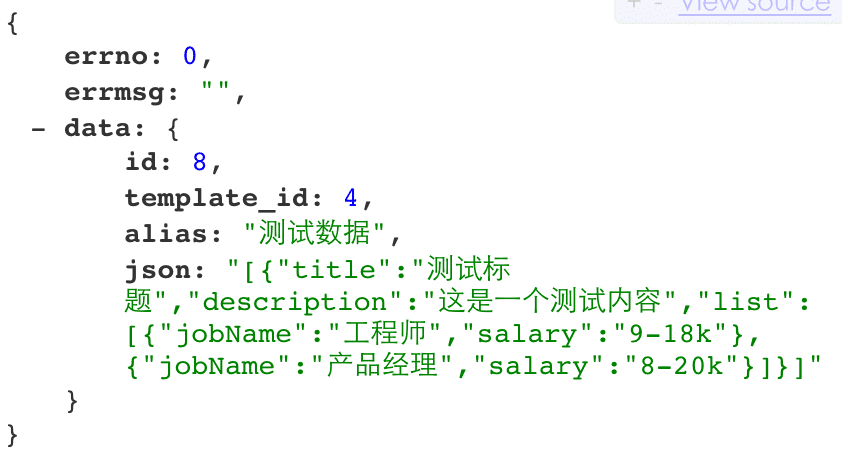 + - View source
{
errno: 0,
errmsg: "",
- data: {
id: 8,
template_id: 4,
alias: "测试数据",
json: "[{"title":"测试标
题","description":"这是一个测试内容","list":
[{"jobName":"工程师","salary":"9-18k"},
{"jobName":"产品经理","salary":"8-20k"}]}]"
}
}